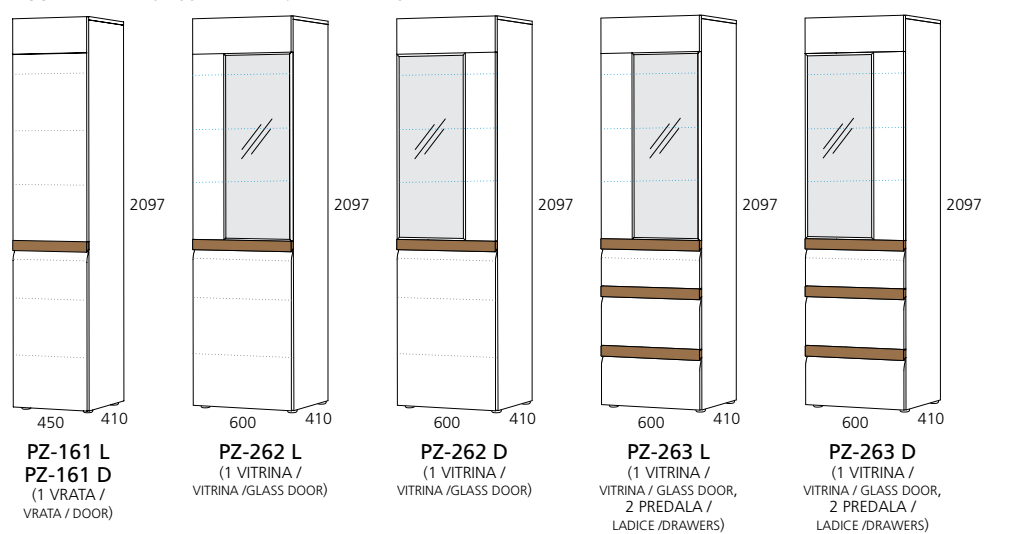 2097
450
410
PZ-161 L
PZ-161 D
(1 VRATA /
VRATA / DOOR)
2097
600
410
PZ-262 L
(1 VITRINA /
VITRINA /GLASS DOOR)
2097
600
410
PZ-262 D
(1 VITRINA /
VITRINA /GLASS DOOR)
2097
600
410
PZ-263 L
(1 VITRINA /
VITRINA / GLASS DOOR,
2 PREDALA /
LADICE /DRAWERS)
2097
600
410
PZ-263 D
(1 VITRINA /
VITRINA / GLASS DOOR,
2 PREDALA /
LADICE /DRAWERS)